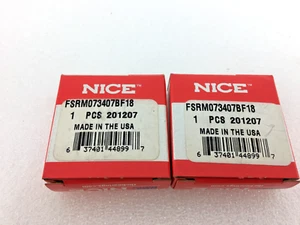 NICE
FSRM073407BF18
1 PCS 201207
MADE IN THE USA
6 37401 44899 7
NICE
FSRM073407BF18
1 PCS 201207
MADE IN THE USA
6 37401 44899 7